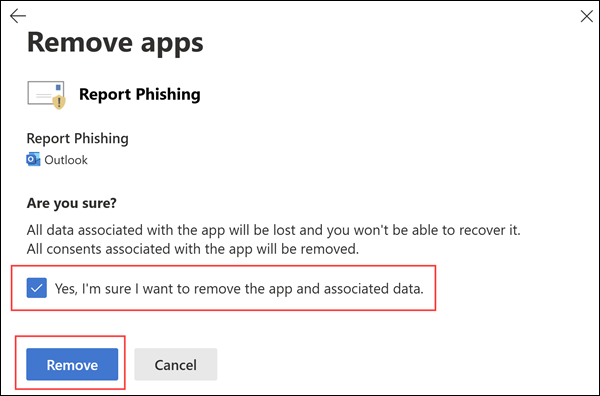 Remove apps
Report Phishing
Report Phishing
Outlook
Are you sure?
All data associated with the app will be lost and you won't be able to recover it.
All consents associated with the app will be removed.
Yes, I'm sure I want to remove the app and associated data.
Remove
Cancel